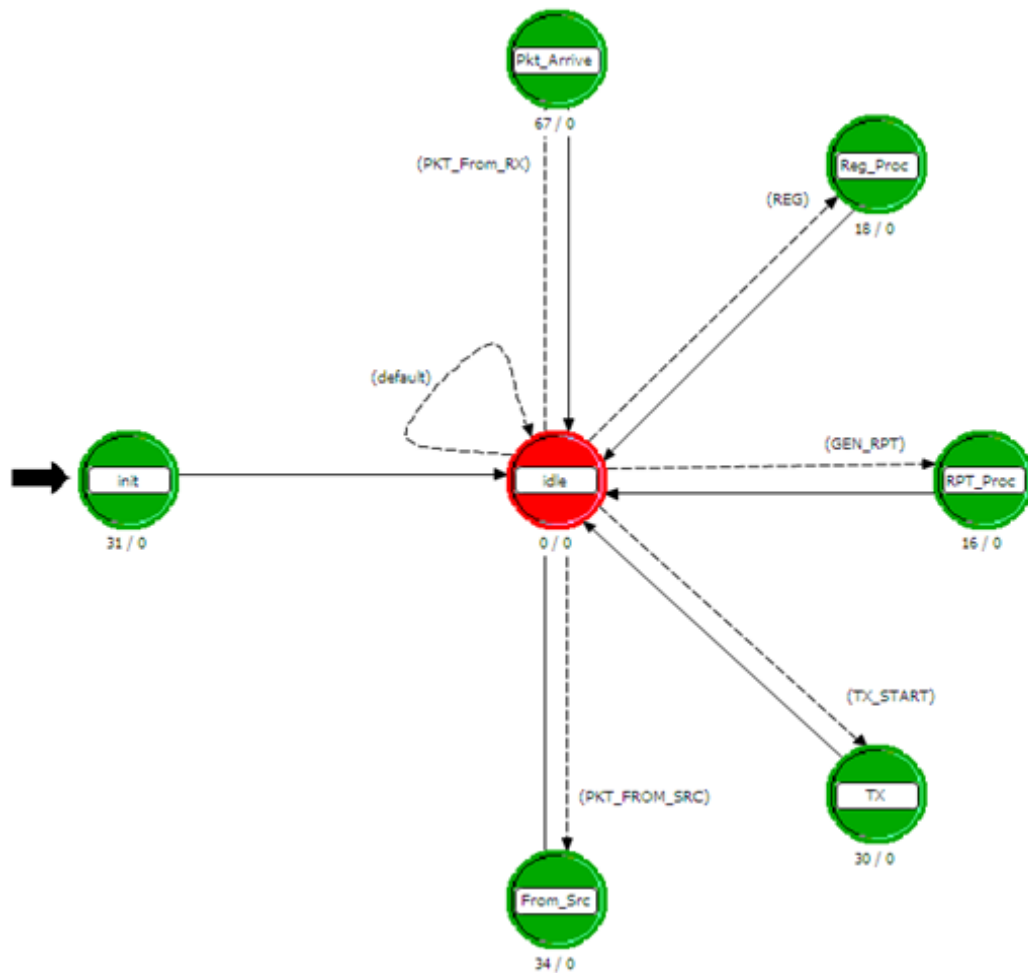 Pkt_Arrive
67 / 0
(PKT_From_RX)
Reg_Proc
(REG)
18 / 0
(default)
(GEN_RPT)
init
idle
RPT_Proc
31 / 0
0 / 0
16 / 0
(TX_START)
(PKT_FROM_SRC)
TX
30 / 0
From_Src
34 / 0